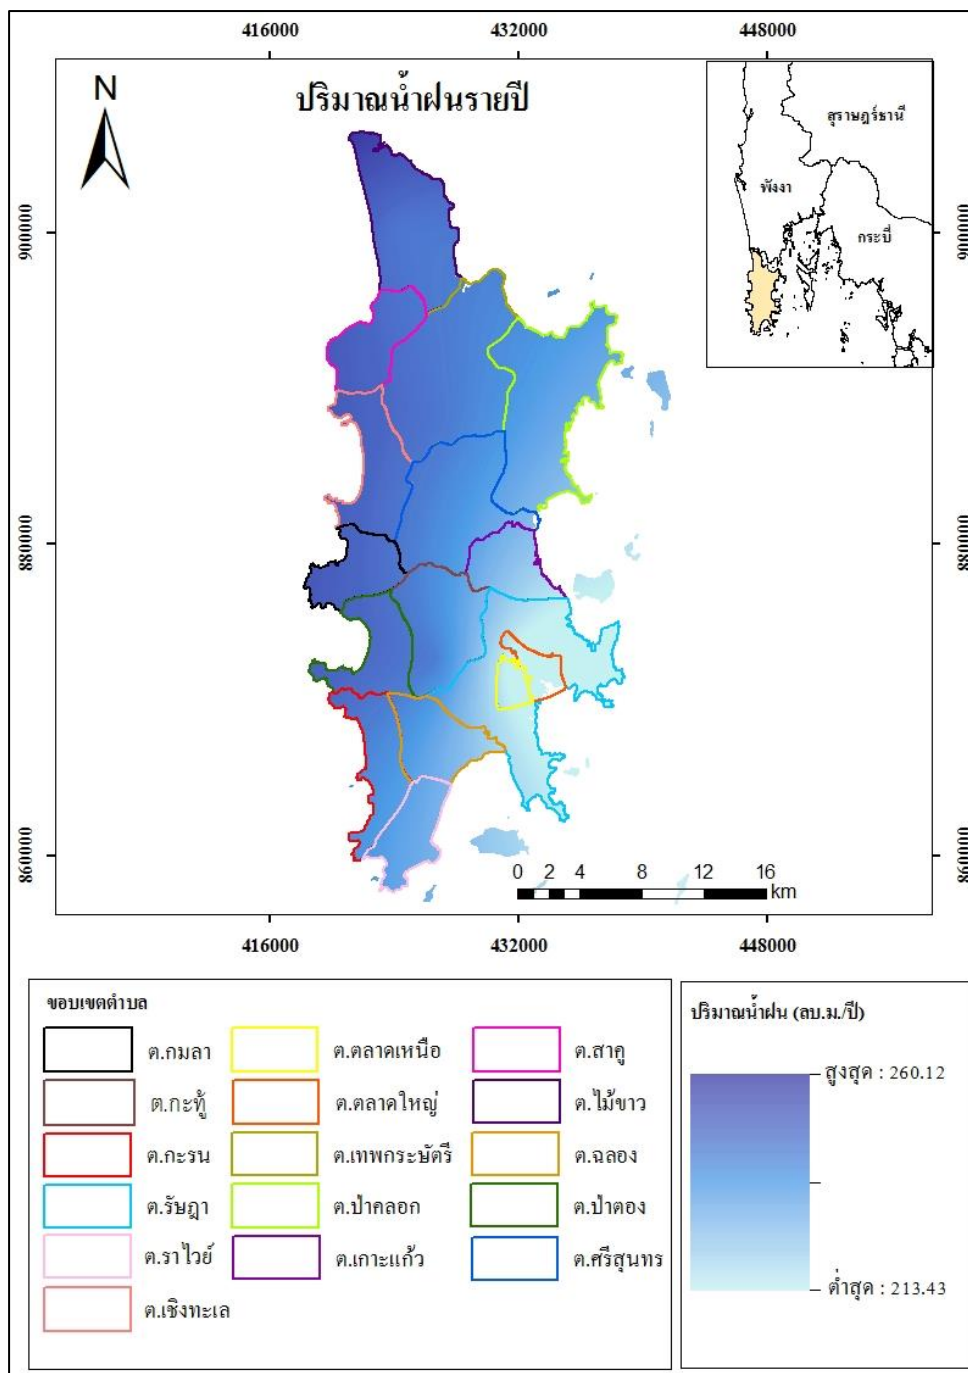 416000 432000 448000
N
ปริมาณน้ำฝนรายปี
สุราษฎร์ธานี
พังงา
กระบี่
900000 900000
880000 880000
860000 860000
0 2 4 8 12 16
km
416000 432000 448000
ขอบเขตตำบล
ต.กมลา
ต.กะทู้
ต.กะรน
ต.รัษฎา
ต.ราไวย์
ต.เชิงทะเล
ต.ตลาดเหนือ
ต.ตลาดใหญ่
ต.เทพกระษัตรี
ต.ป่าคลอก
ต.เกาะแก้ว
ต.สาคู
ต.ไม้ขาว
ต.ฉลอง
ต.ป่าตอง
ต.ศรีสุนทร
ปริมาณน้ำฝน (ลบ.ม./ปี)
สูงสุด : 260.12
ต่ำสุด : 213.43